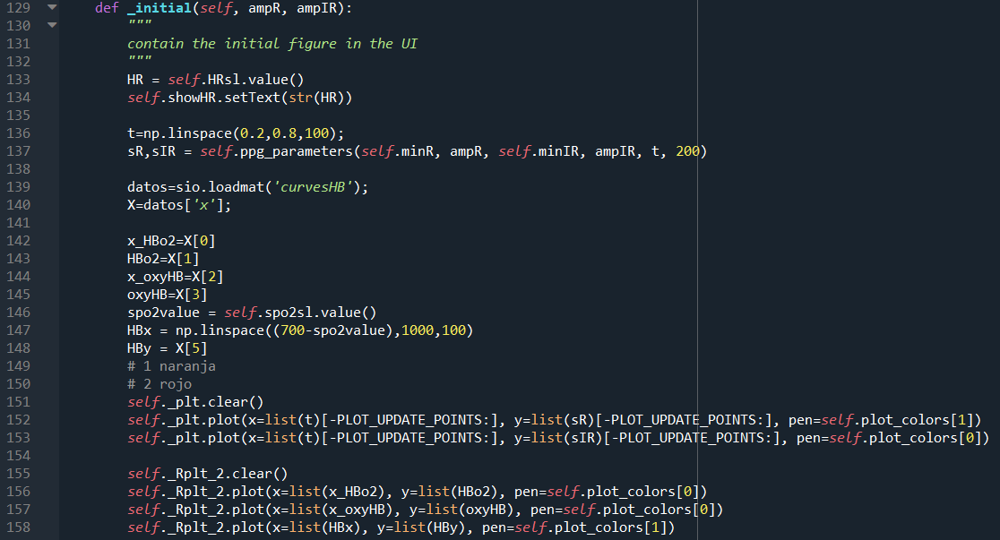 129 def _initial(self, ampR, ampIR):
130 """
131 contain the initial figure in the UI
132 """
133 HR = self.HRsl.value()
134 self.showHR.setText(str(HR))
135
136 t=np.linspace(0.2,0.8,100);
137 sR,sIR = self.ppg_parameters(self.minR, ampR, self.minIR, ampIR, t, 200)
138
139 datos=sio.loadmat('curvesHB');
140 X=datos['x'];
141
142 x_HBo2=X[0]
143 HBo2=X[1]
144 x_oxyHB=X[2]
145 oxyHB=X[3]
146 spo2value = self.spo2sl.value()
147 HBx = np.linspace((700-spo2value),1000,100)
148 HBy = X[5]
149 # 1 naranja
150 # 2 rojo
151 self._plt.clear()
152 self._plt.plot(x=list(t)[-PLOT_UPDATE_POINTS:], y=list(sR)[-PLOT_UPDATE_POINTS:], pen=self.plot_colors[1])
153 self._plt.plot(x=list(t)[-PLOT_UPDATE_POINTS:], y=list(sIR)[-PLOT_UPDATE_POINTS:], pen=self.plot_colors[0])
154
155 self._Rplt_2.clear()
156 self._Rplt_2.plot(x=list(x_HBo2), y=list(HBo2), pen=self.plot_colors[0])
157 self._Rplt_2.plot(x=list(x_oxyHB), y=list(oxyHB), pen=self.plot_colors[0])
158 self._Rplt_2.plot(x=list(HBx), y=list(HBy), pen=self.plot_colors[1])